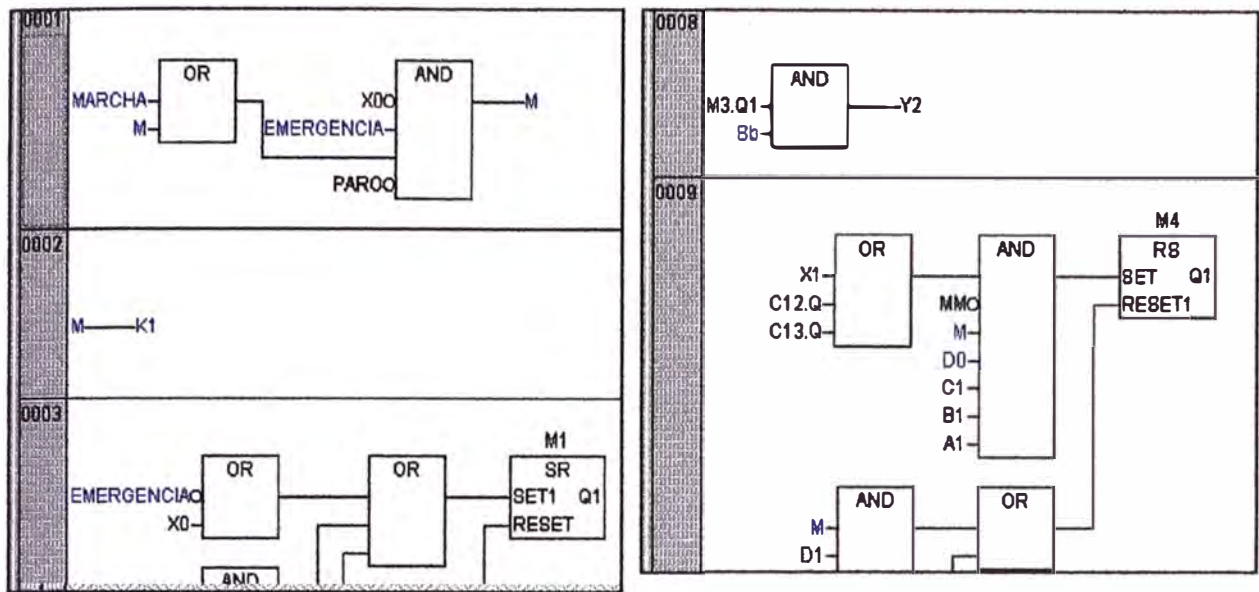 0001
OR
AND
MARCHA
X0
M
M
EMERGENCIA
PARO
0002
M
K1
0003
M1
OR
OR
SR
EMERGENCIA
SET1 Q1
X0
RESET
AND
0008
AND
M3.Q1
Y2
Bb
0009
M4
OR
AND
RS
X1
SET Q1
C12.Q
MM
RESET1
C13.Q
M
D0
C1
B1
A1
AND
OR
M
D1